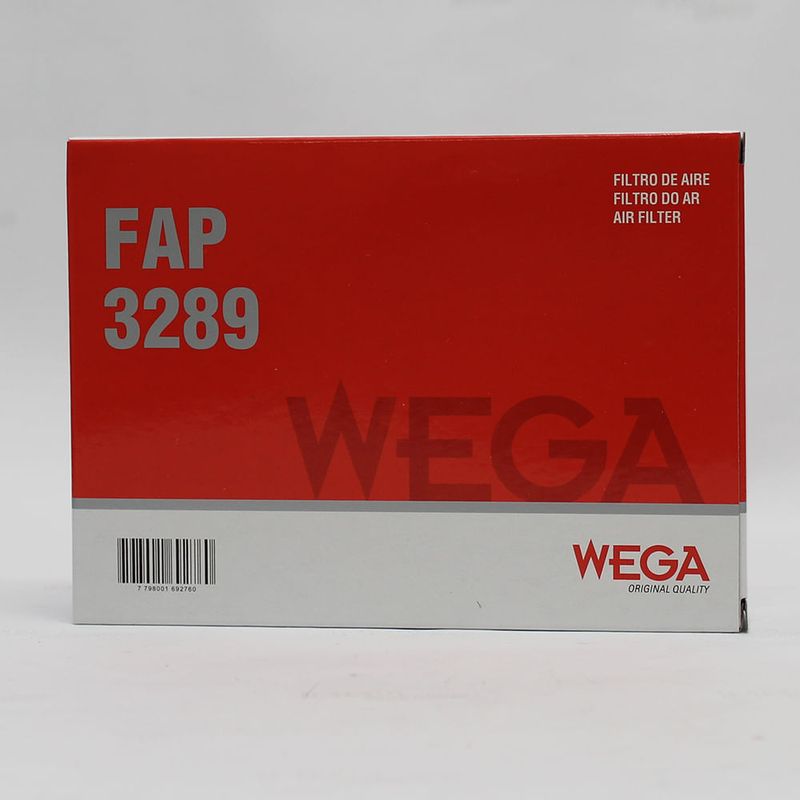 FILTRO DE AIRE
FILTRO DO AR
AIR FILTER
FAP
3289
WEGA
7 798001 692760
WEGA
ORIGINAL QUALITY